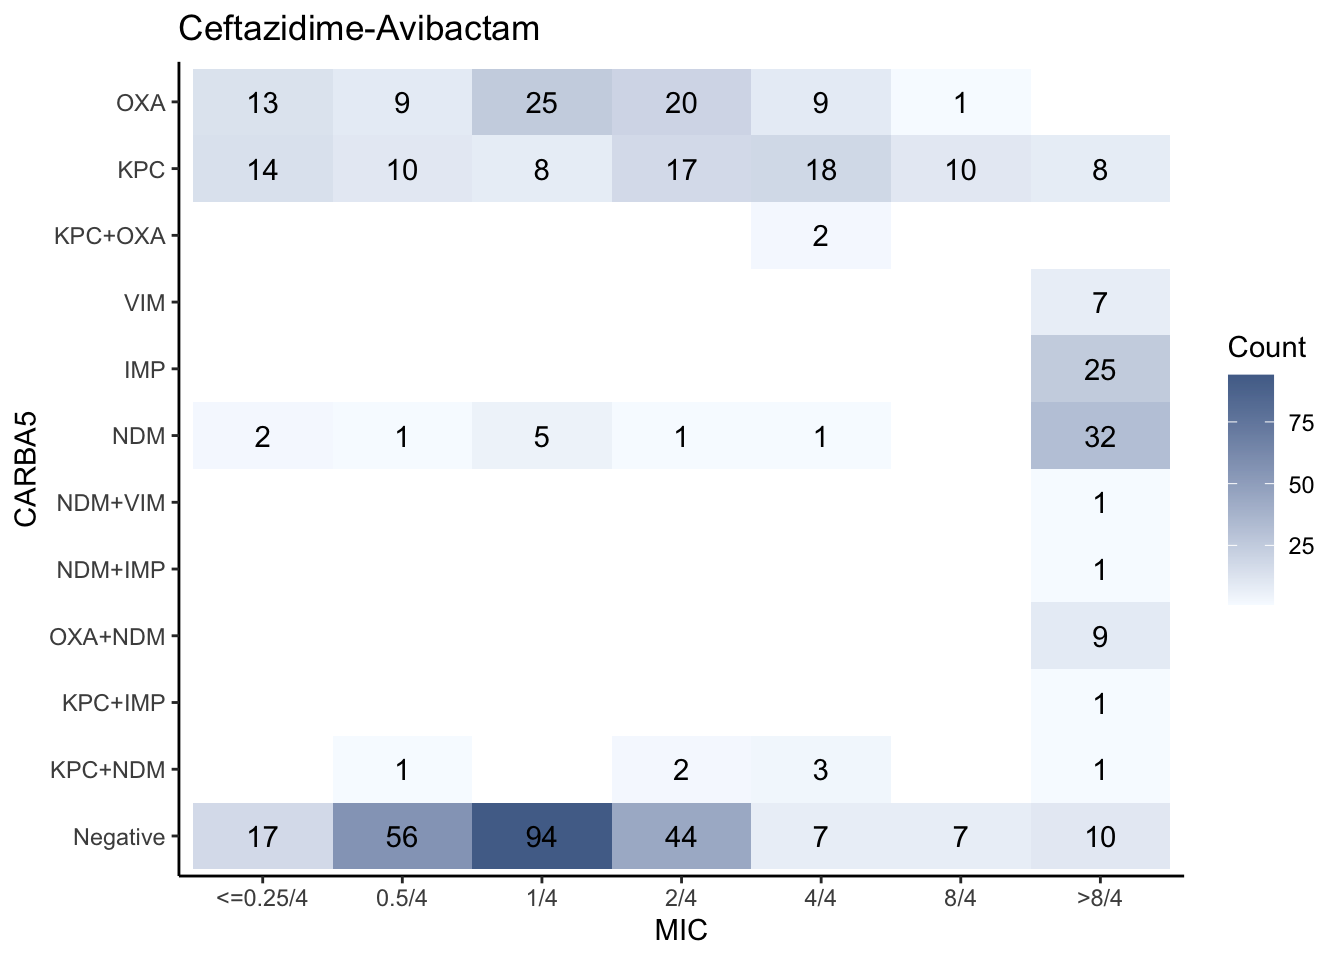 Ceftazidime-Avibactam
OXA 13 9 25 20 9 1
KPC 14 10 8 17 18 10 8
KPC+OXA 2
VIM 7
IMP 25
NDM 2 1 5 1 1 32
NDM+VIM 1
NDM+IMP 1
OXA+NDM 9
KPC+IMP 1
KPC+NDM 1 2 3 1
Negative 17 56 94 44 7 7 10
<=0.25/4 0.5/4 1/4 2/4 4/4 8/4 >8/4
MIC
CARBA5
Count
75
50
25